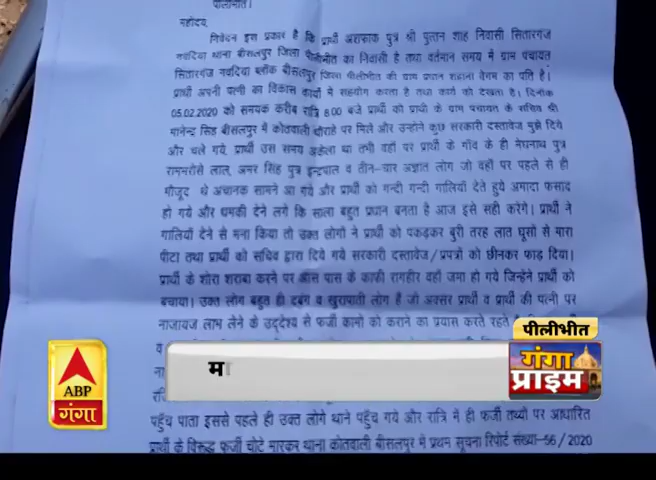 पीलीभीत।
महोदय,
निवेदन इस प्रकार है कि प्रार्थी अशफाक पुत्र श्री पुतान शाह निवासी सितारगंज
नवदिया थाना बीसलपुर जिला पीलीभीत का निवासी है तथा वर्तमान समय में ग्राम पंचायत
सितारगंज नवदिया ब्लॉक बीसलपुर जिला पीलीभीत की ग्राम प्रधान शहाना बेगम का पति है।
प्रार्थी अपनी पत्नी का विकास कार्यो में सहयोग करता है तथा कार्य को देखता है। दिनांक
05.02.2020 को समयक करीब रात्रि 8.00 बजे प्रार्थी को प्रार्थी के ग्राम पंचायत के सचिव श्री
मानेन्द्र सिंह बीसलपुर में कोतवाली चौराहे पर मिले और उन्होने कुछ सरकारी दस्तावेज मुझे दिये
और चले गये, प्रार्थी उस समय अकेला था तभी वहाँ पर प्रार्थी के गाँव के ही मेघनाथ पुत्र
रामभरोसे लाल, अमर सिंह पुत्र इन्द्रपाल व तीन-चार अज्ञात लोग जो वहाँ पर पहले से ही
मौजूद थे अचानक सामने आ गये और प्रार्थी को गन्दी गन्दी गालियाँ देते हुये अमादा फसाद
हो गये और धमकी देने लगे कि साला बहुत प्रधान बनता है आज इसे सही करेंगे। प्रार्थी ने
गालियाँ देने से मना किया तो उक्त लोगों ने प्रार्थी को पकड़कर बुरी तरह लात घूसो से मारा
पीटा तथा प्रार्थी को सचिव द्वारा दिये गये सरकारी दस्तावेज/प्रपत्रों को छीनकर फाड़ दिया।
प्रार्थी के शोरा शराबा करने पर आस पास के काफी राहगीर वहाँ जमा हो गये जिन्होने प्रार्थी को
बचाया। उक्त लोग बहुत ही दबंग व खुरापाती लोग है जो अक्सर प्रार्थी व प्रार्थी की पत्नी पर
नाजायज लाभ लेने के उद्देश्य से फर्जी कामो को कराने का प्रयास करते रहते
व
ना
पीलीभीत
गंगा
प्राइम
म
ABP
गंगा
पहुँच पाता इससे पहले ही उक्त लोग थाने पहुँच गये और रात्रि में ही फर्जी तथ्यों पर आधारित
प्रार्थी के विरूद्ध फर्जी चोटे मारकर थाना कोतवाली बीसलपुर में प्रथम सूचना रिपोर्ट संख्या-56/2020